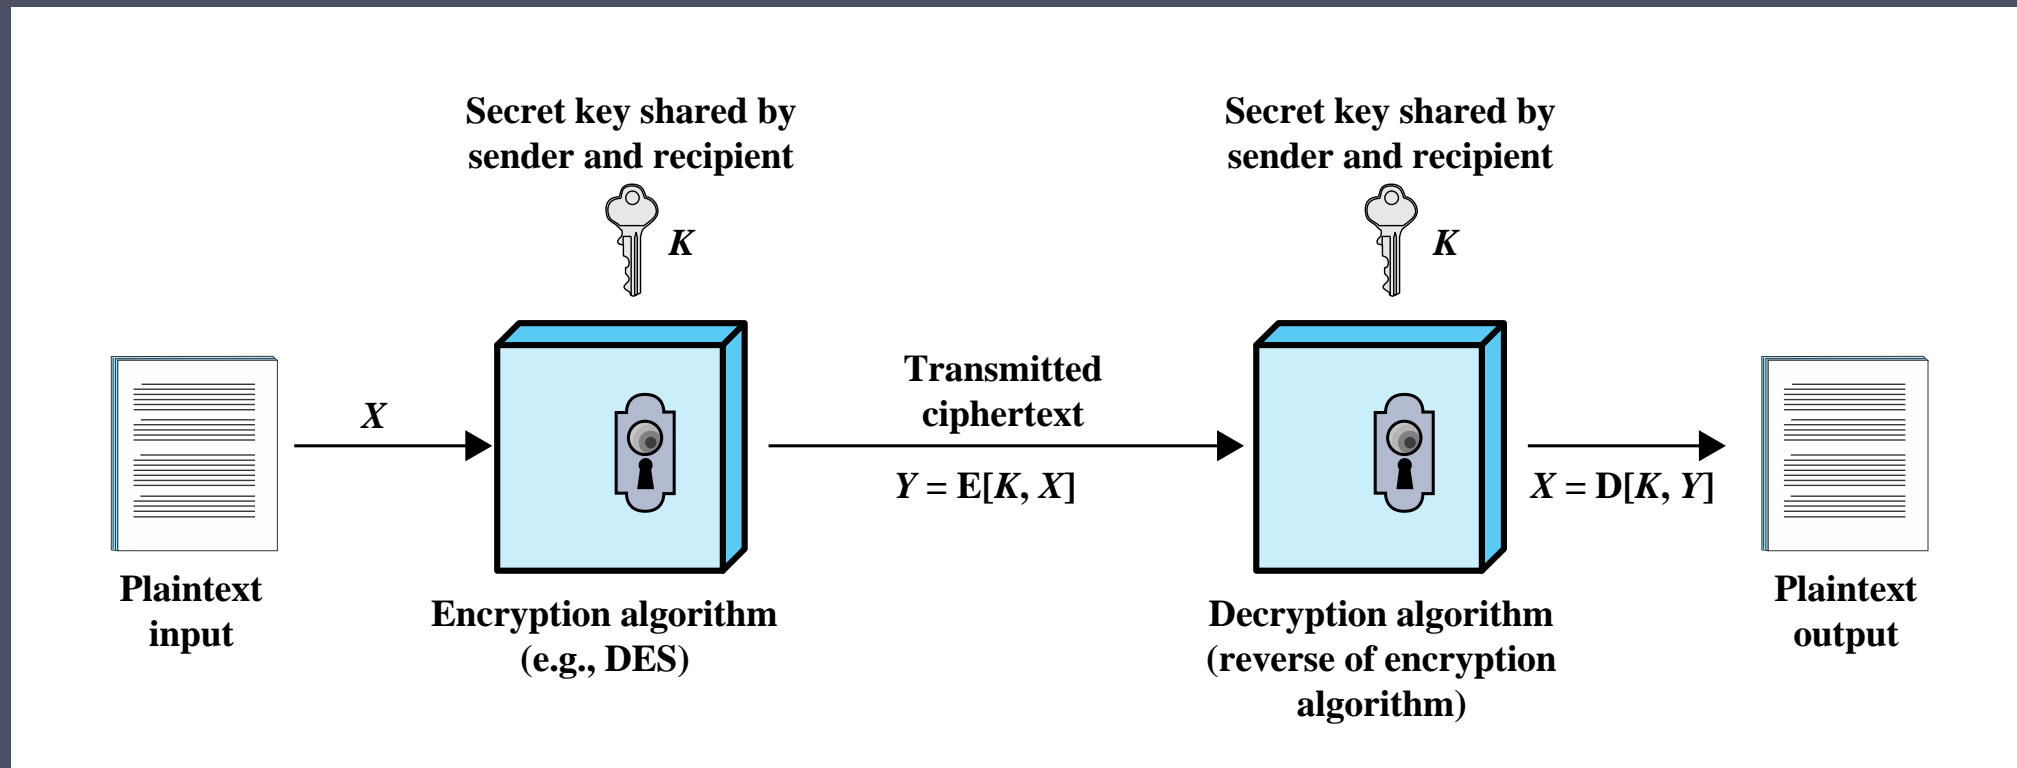 Secret key shared by
sender and recipient
K
Secret key shared by
sender and recipient
K
Plaintext
input
X
Encryption algorithm
(e.g., DES)
Transmitted
ciphertext
Y = E[K, X]
Decryption algorithm
(reverse of encryption
algorithm)
X = D[K, Y]
Plaintext
output